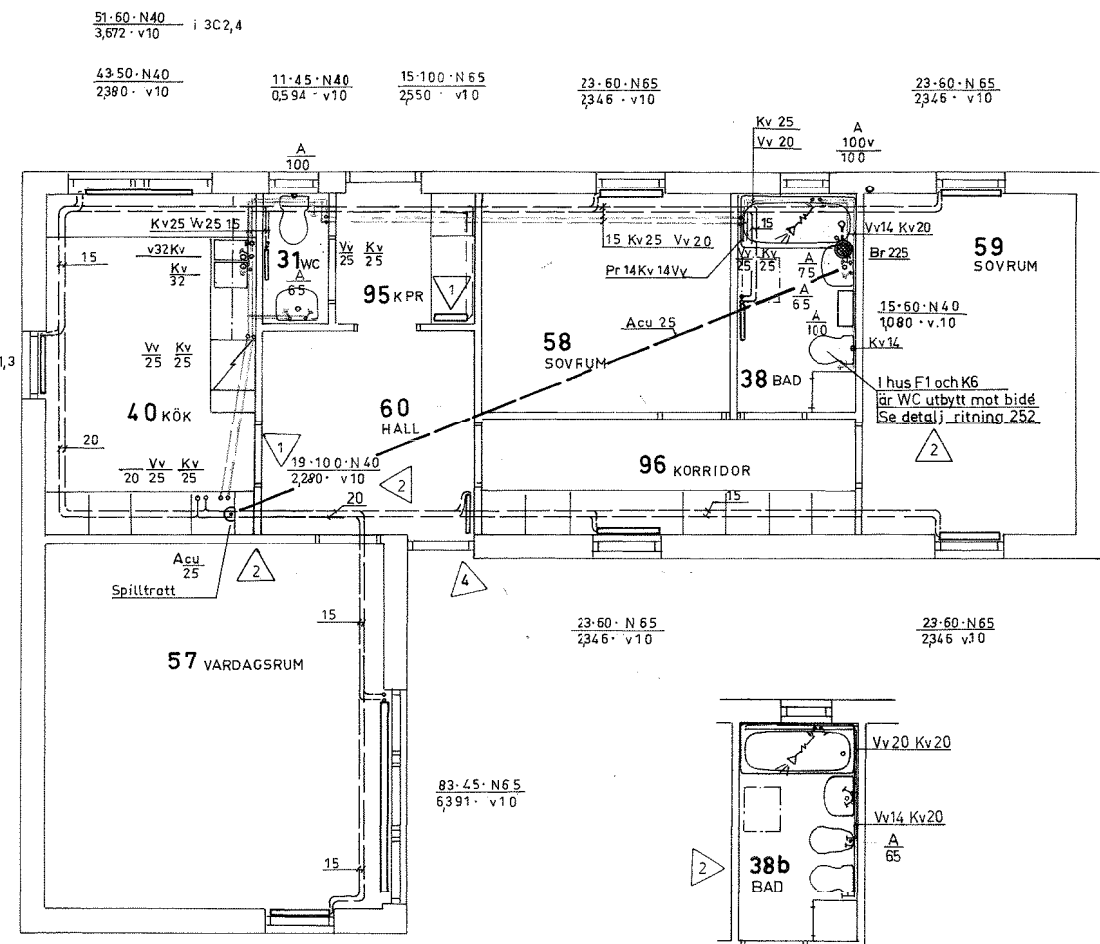 51·60·N40
3,672·v10 i 3C2,4
43·50·N40
2,380·v10
11·45·N40
0,594·v10
15·100·N65
2,550·v10
23·60·N65
2,346·v10
23·60·N65
2,346·v10
A
100
Kv 25
Vv 20
A
100v
100
Kv25 Vv25 15
15
v32Kv
Kv
32
31 WC
A
65
Vv Kv
25 25
95 KPR
1
15 Kv25 Vv20
Pr 14Kv 14Vv
15
Vv Kv
25 25
A
75
A
65
Vv14 Kv20
Br 225
59
SOVRUM
15·60·N40
1,080·v.10
A
100
Kv14
Acu 25
58
SOVRUM
38 BAD
I hus F1 och K6
är WC utbytt mot bidé
Se detalj ritning 252
2
1,3
Vv Kv
25 25
40 KÖK
60
HALL
20
1
19·100·N40
2,280·v10
2
96 KORRIDOR
20 Vv Kv
25 25
20
15
Acu
25
Spilltratt
2
4
15
57 VARDAGSRUM
23·60·N65
2,346·v10
23·60·N65
2,346 v.10
83·45·N65
6,391·v10
15
Vv20 Kv20
Vv14 Kv20
A
65
2
38b
BAD